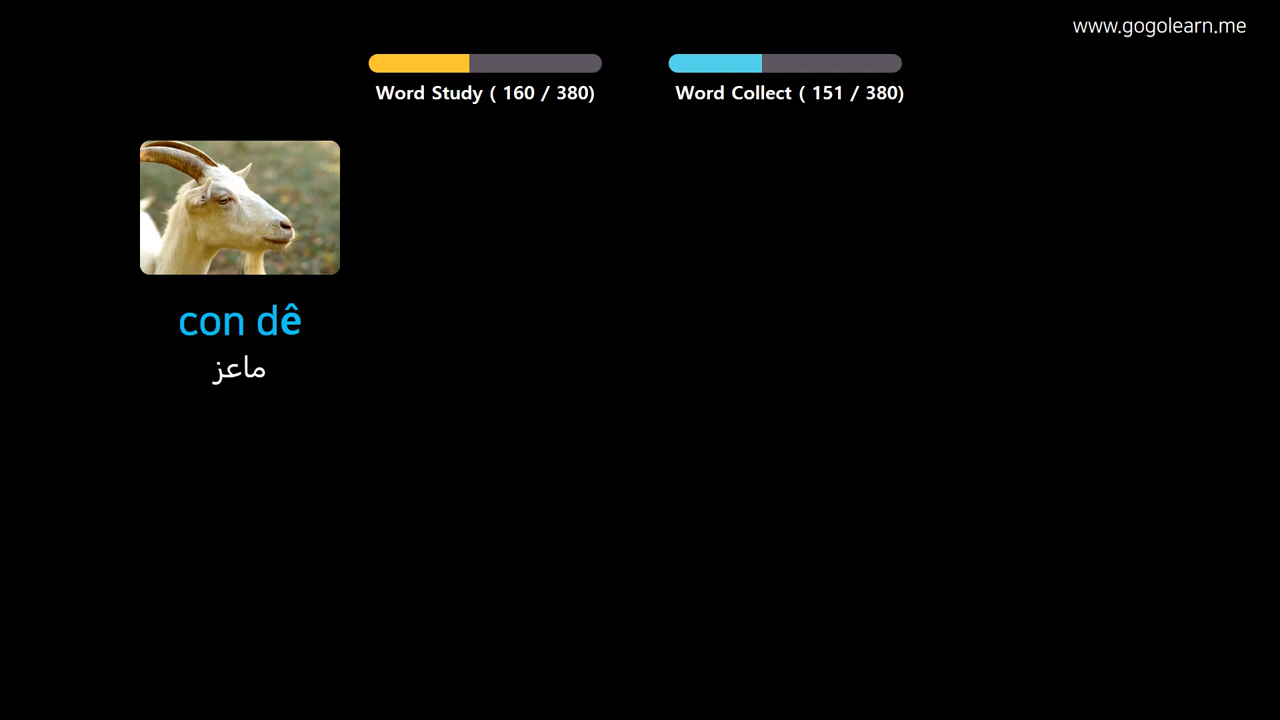 www.gogolearn.me
Word Study ( 160 / 380)
Word Collect ( 151 / 380)
con dê
ماعز